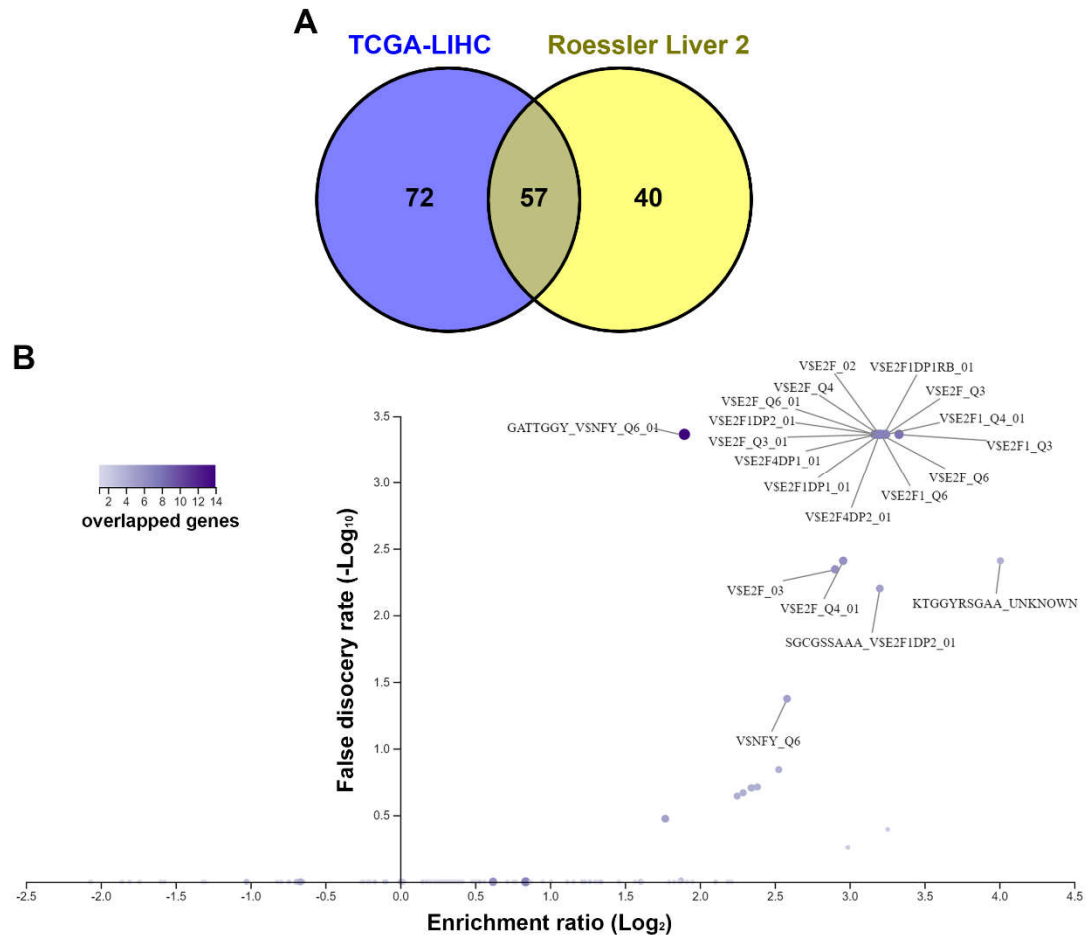 A
TCGA-LIHC
Roessler Liver 2
72
57
40
B
2 4 6 8 10 12 14
overlapped genes
False disocery rate (-Log₁₀)
3.5
3.0
2.5
2.0
1.5
1.0
0.5
GATTGGY_V$NFY_Q6_01
V$E2F_02
V$E2F1DP1RB_01
V$E2F_Q4
V$E2F_Q3
V$E2F_Q6_01
V$E2F1_Q4_01
V$E2F1DP2_01
V$E2F_Q3_01
V$E2F1_Q3
V$E2F4DP1_01
V$E2F_Q6
V$E2F1DP1_01
V$E2F1_Q6
V$E2F4DP2_01
V$E2F_03
V$E2F_Q4_01
KTGGYRSGAA_UNKNOWN
SGCGSSAAA_V$E2F1DP2_01
V$NFY_Q6
-2.5 -2.0 -1.5 -1.0 -0.5 0.0 0.5 1.0 1.5 2.0 2.5 3.0 3.5 4.0 4.5
Enrichment ratio (Log₂)